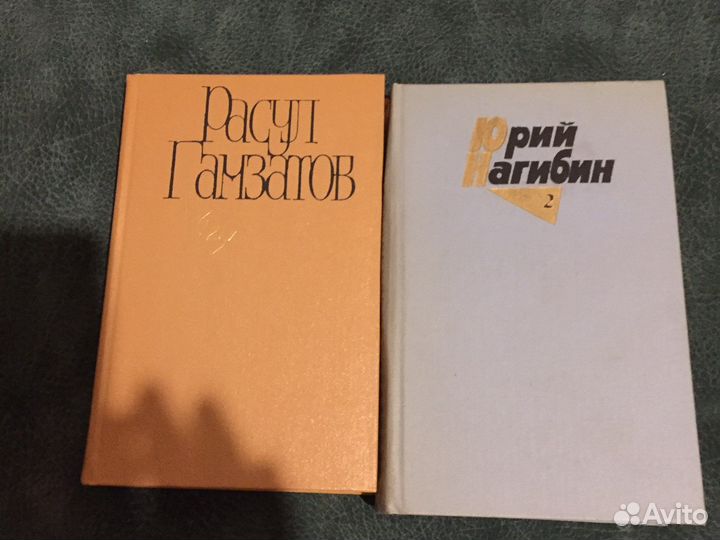 Расул
Гамзатов
Юрий
Нагибин
2
Avito